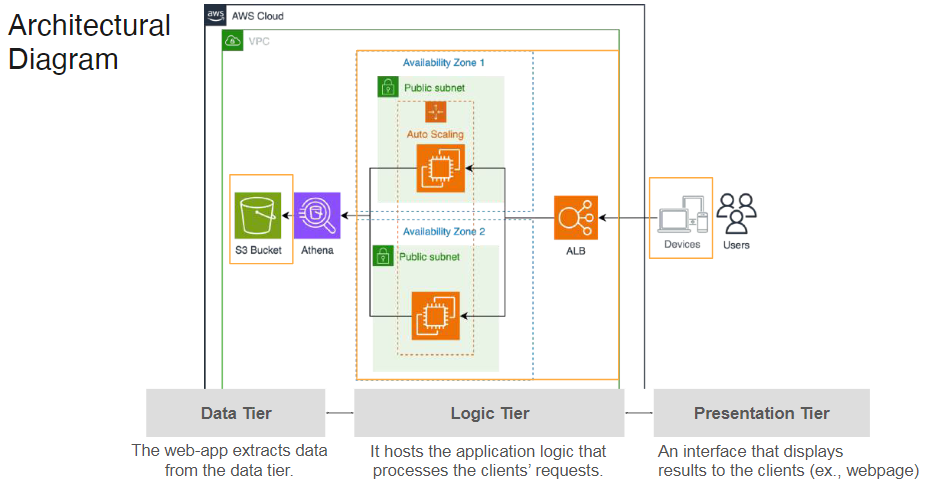 Architectural
Diagram
aws
AWS Cloud
VPC
Availability Zone 1
Public subnet
Auto Scaling
S3 Bucket
Athena
Availability Zone 2
Public subnet
ALB
Devices
Users
Data Tier
Logic Tier
Presentation Tier
The web-app extracts data
from the data tier.
It hosts the application logic that
processes the clients’ requests.
An interface that displays
results to the clients (ex., webpage)